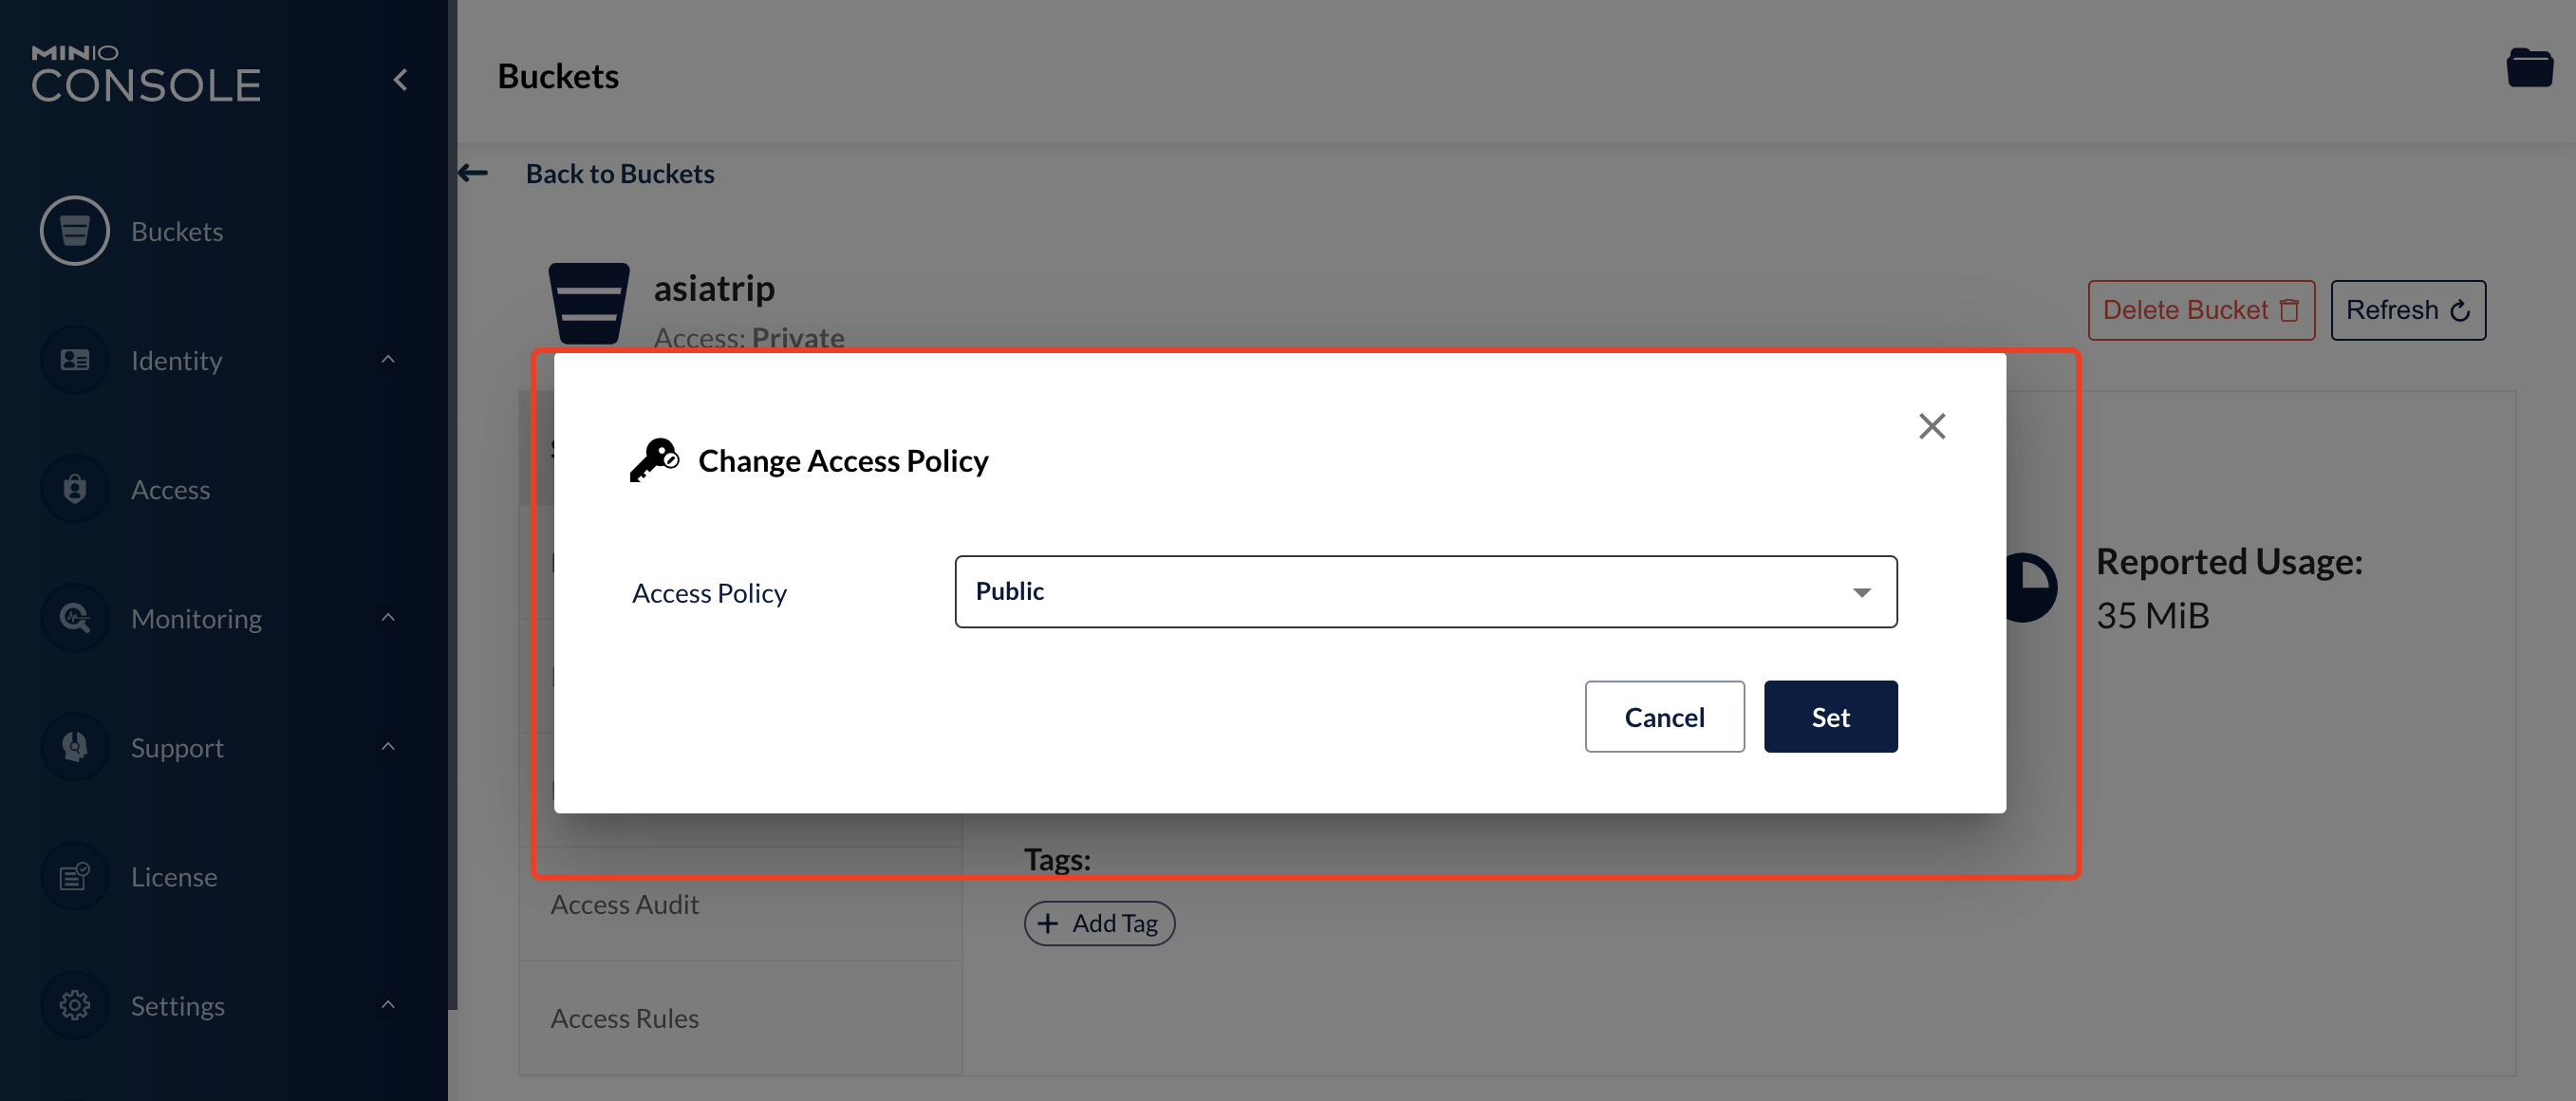 MINIO
CONSOLE
Buckets
Identity
Access
Monitoring
Support
License
Settings
Buckets
Back to Buckets
asiatrip
Access: Private
Delete Bucket
Refresh
Change Access Policy
Access Policy
Public
Cancel
Set
Reported Usage:
35 MiB
Tags:
Add Tag
Access Audit
Access Rules